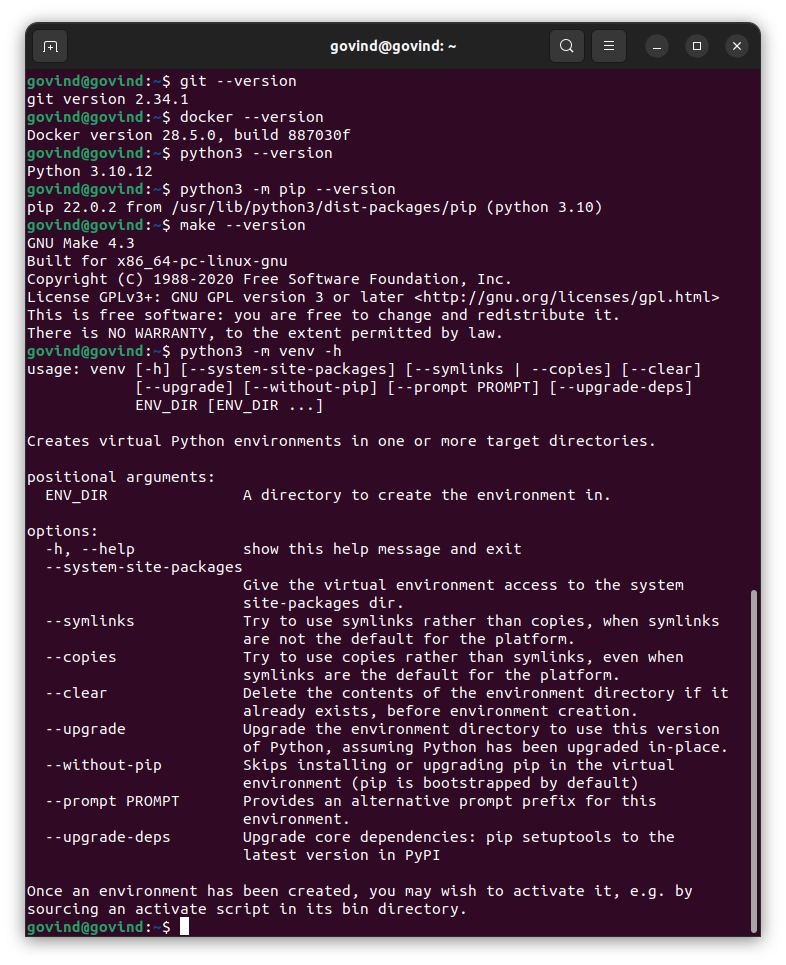 govind@govind: ~
govind@govind:~$ git --version
git version 2.34.1
govind@govind:~$ docker --version
Docker version 28.5.0, build 887030f
govind@govind:~$ python3 --version
Python 3.10.12
govind@govind:~$ python3 -m pip --version
pip 22.0.2 from /usr/lib/python3/dist-packages/pip (python 3.10)
govind@govind:~$ make --version
GNU Make 4.3
Built for x86_64-pc-linux-gnu
Copyright (C) 1988-2020 Free Software Foundation, Inc.
License GPLv3+: GNU GPL version 3 or later <http://gnu.org/licenses/gpl.html>
This is free software: you are free to change and redistribute it.
There is NO WARRANTY, to the extent permitted by law.
govind@govind:~$ python3 -m venv -h
usage: venv [-h] [--system-site-packages] [--symlinks | --copies] [--clear]
            [--upgrade] [--without-pip] [--prompt PROMPT] [--upgrade-deps]
            ENV_DIR [ENV_DIR ...]

Creates virtual Python environments in one or more target directories.

positional arguments:
  ENV_DIR               A directory to create the environment in.

options:
  -h, --help            show this help message and exit
  --system-site-packages
                        Give the virtual environment access to the system
                        site-packages dir.
  --symlinks            Try to use symlinks rather than copies, when symlinks
                        are not the default for the platform.
  --copies              Try to use copies rather than symlinks, even when
                        symlinks are the default for the platform.
  --clear               Delete the contents of the environment directory if it
                        already exists, before environment creation.
  --upgrade             Upgrade the environment directory to use this version
                        of Python, assuming Python has been upgraded in-place.
  --without-pip         Skips installing or upgrading pip in the virtual
                        environment (pip is bootstrapped by default)
  --prompt PROMPT       Provides an alternative prompt prefix for this
                        environment.
  --upgrade-deps        Upgrade core dependencies: pip setuptools to the
                        latest version in PyPI

Once an environment has been created, you may wish to activate it, e.g. by
sourcing an activate script in its bin directory.
govind@govind:~$